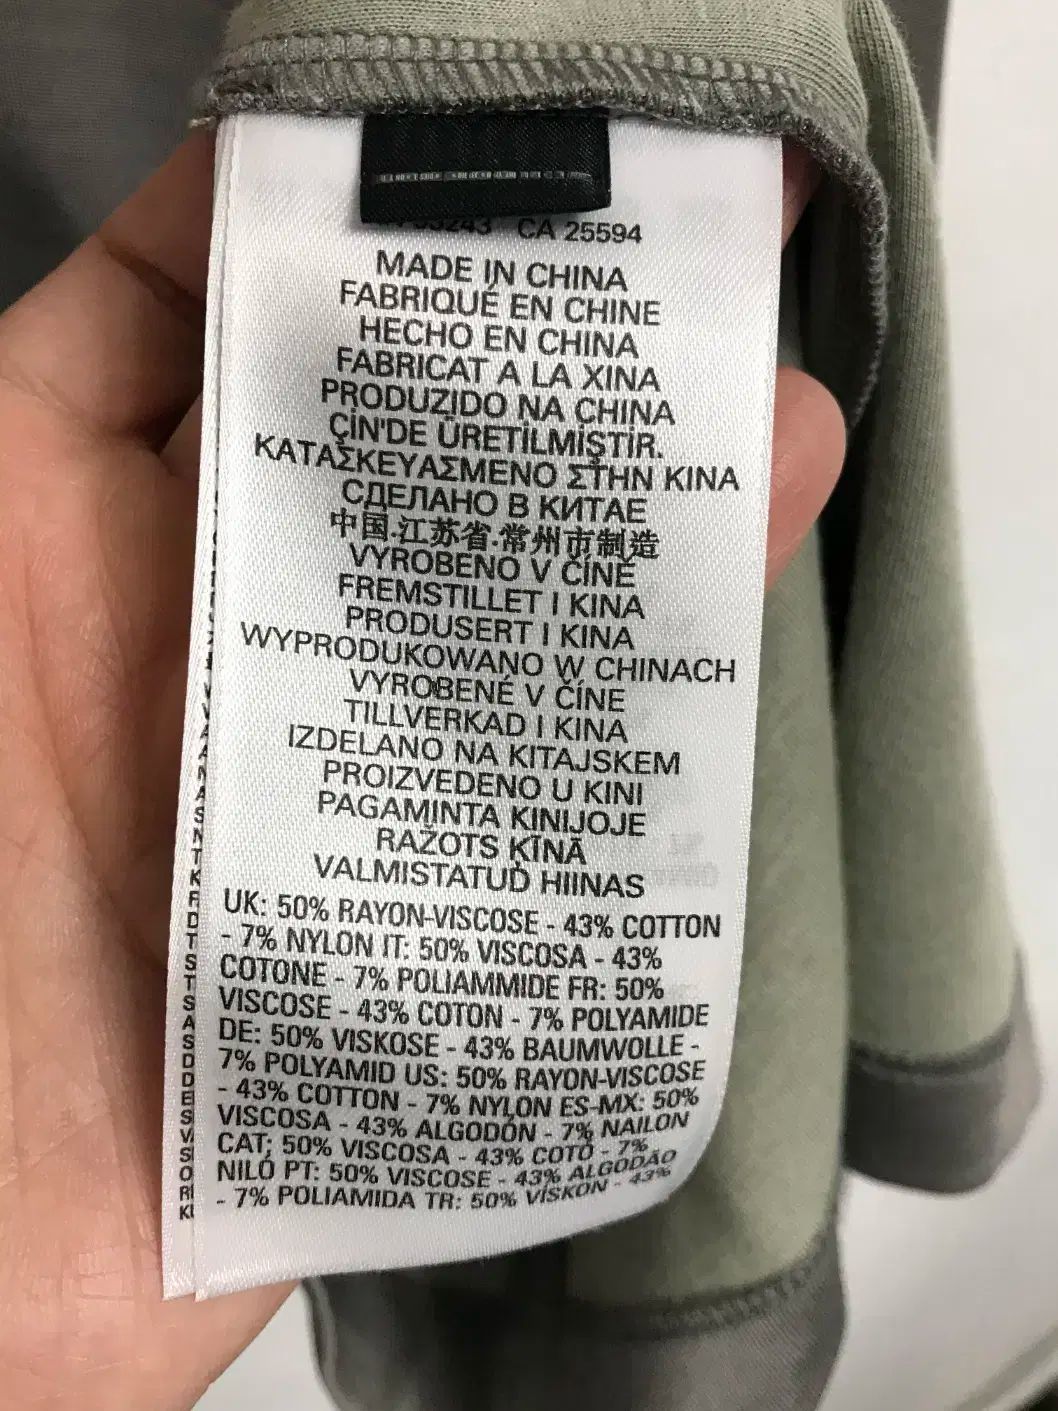 CA 25594
MADE IN CHINA
FABRIQUÉ EN CHINE
HECHO EN CHINA
FABRICAT A LA XINA
PRODUZIDO NA CHINA
ÇİN'DE ÜRETİLMİŞTİR.
ΚΑΤΑΣΚΕΥΑΣΜΕΝΟ ΣΤΗΝ ΚΙΝΑ
СДЕЛАНО В КИТАЕ
中国.江苏省.常州市制造
VYROBENO V ČÍNĚ
FREMSTILLET I KINA
PRODUSERT I KINA
WYPRODUKOWANO W CHINACH
VYROBENÉ V ČÍNE
TILLVERKAD I KINA
IZDELANO NA KITAJSKEM
PROIZVEDENO U KINI
PAGAMINTA KINIJOJE
RAŽOTS ĶĪNĀ
VALMISTATUD HIINAS
UK: 50% RAYON-VISCOSE - 43% COTTON
- 7% NYLON IT: 50% VISCOSA - 43%
COTONE - 7% POLIAMMIDE FR: 50%
VISCOSE - 43% COTON - 7% POLYAMIDE
DE: 50% VISKOSE - 43% BAUMWOLLE -
7% POLYAMID US: 50% RAYON-VISCOSE
- 43% COTTON - 7% NYLON ES-MX: 50%
VISCOSA - 43% ALGODÓN - 7% NAILON
CAT: 50% VISCOSA - 43% COTÓ - 7%
NILÓ PT: 50% VISCOSE - 43% ALGODÃO
- 7% POLIAMIDA TR: 50% VİSKON - 43%